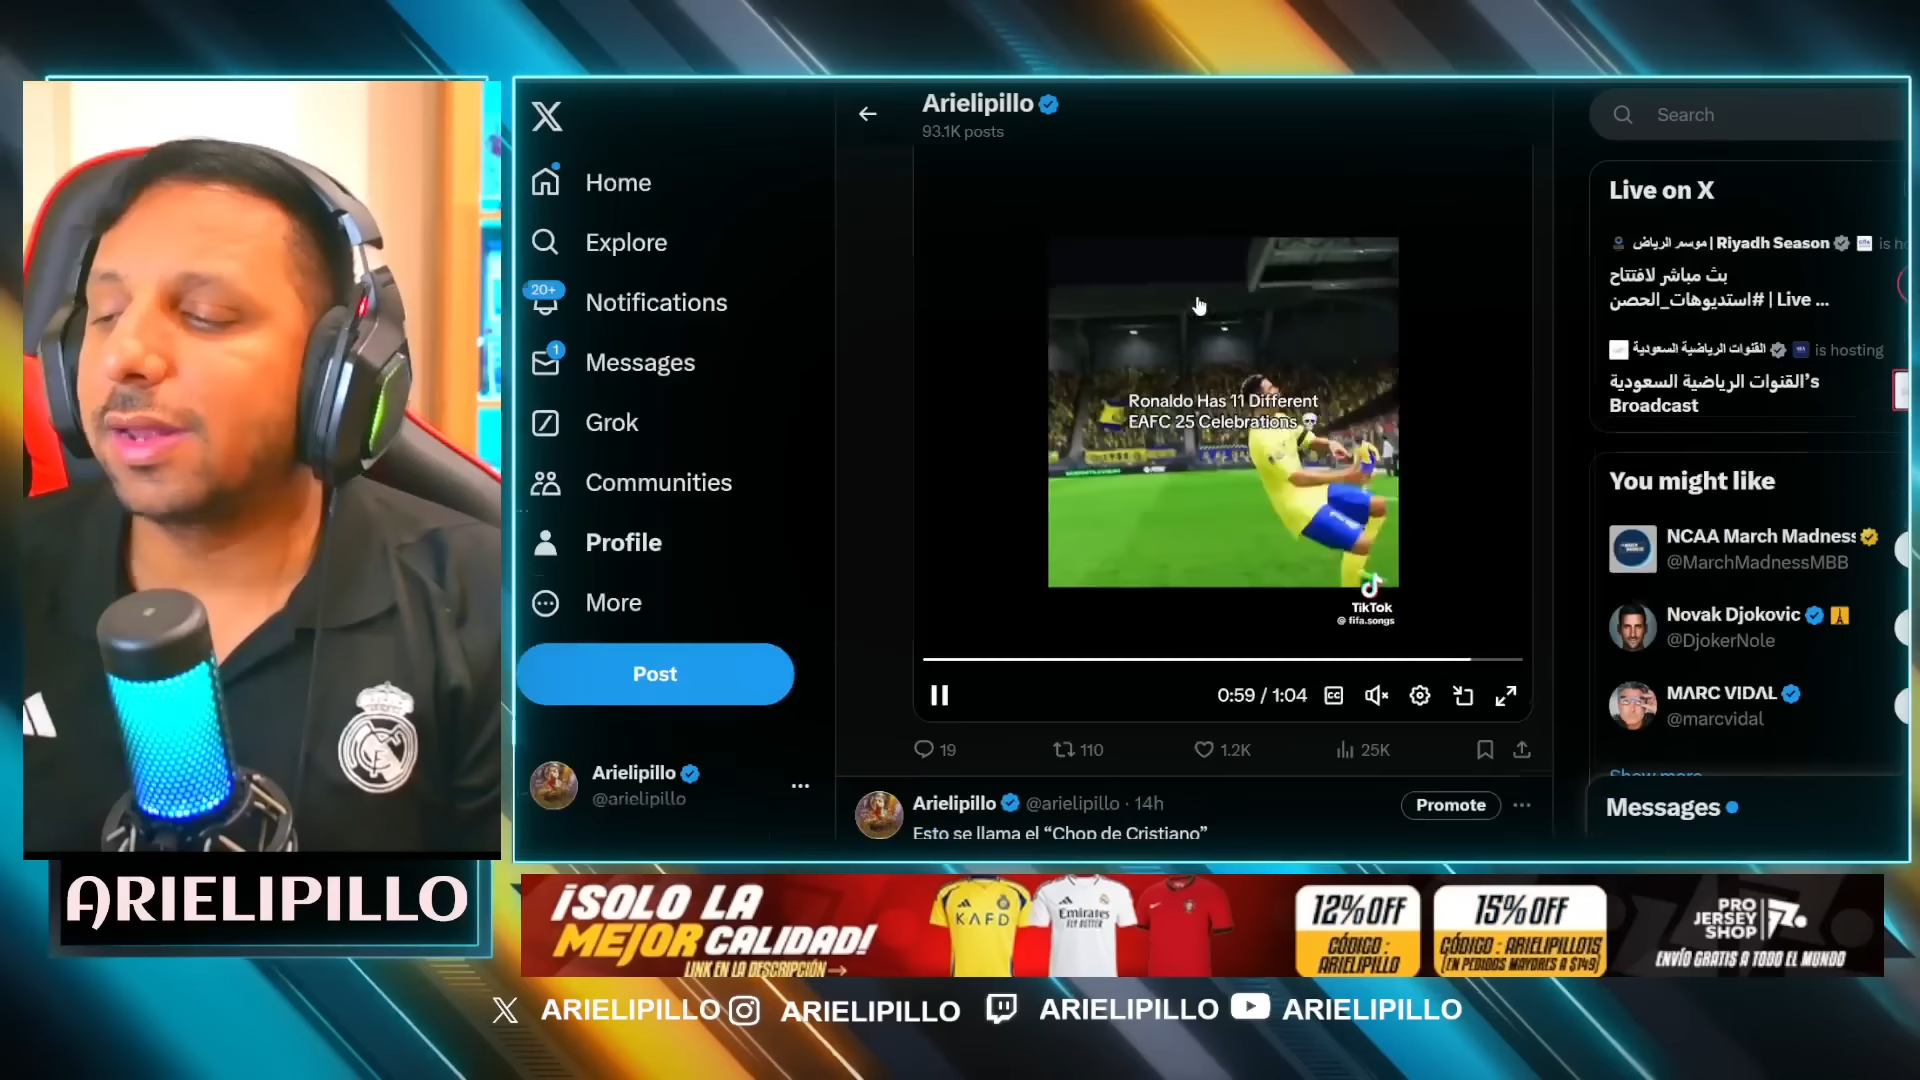 Home
Explore
20+
Notifications
1
Messages
Grok
Communities
Profile
More
Post
Arielipillo
@arielipillo
Arielipillo
93.1K posts
Ronaldo Has 11 Different
EAFC 25 Celebrations
TikTok
@ fifa.songs
0:59 / 1:04
19
110
1.2K
25K
Arielipillo @arielipillo · 14h
Promote
Esto se llama el “Chop de Cristiano”
Search
Live on X
موسم الرياض | Riyadh Season
بث مباشر لافتتاح
#استديوهات_الحصن | Live ...
القنوات الرياضية السعودية is hosting
القنوات الرياضية السعودية’s
Broadcast
You might like
NCAA March Madness
@MarchMadnessMBB
Novak Djokovic
@DjokerNole
MARC VIDAL
@marcvidal
Messages
ARIELIPILLO
¡SOLO LA
MEJOR CALIDAD!
LINK EN LA DESCRIPCIÓN
KAFD
Emirates
FLY BETTER
12% OFF
CÓDIGO :
ARIELIPILLO
15% OFF
CÓDIGO : ARIELIPILLO15
(EN PEDIDOS MAYORES A $149)
PRO
JERSEY
SHOP
ENVÍO GRATIS A TODO EL MUNDO
ARIELIPILLO
ARIELIPILLO
ARIELIPILLO
ARIELIPILLO